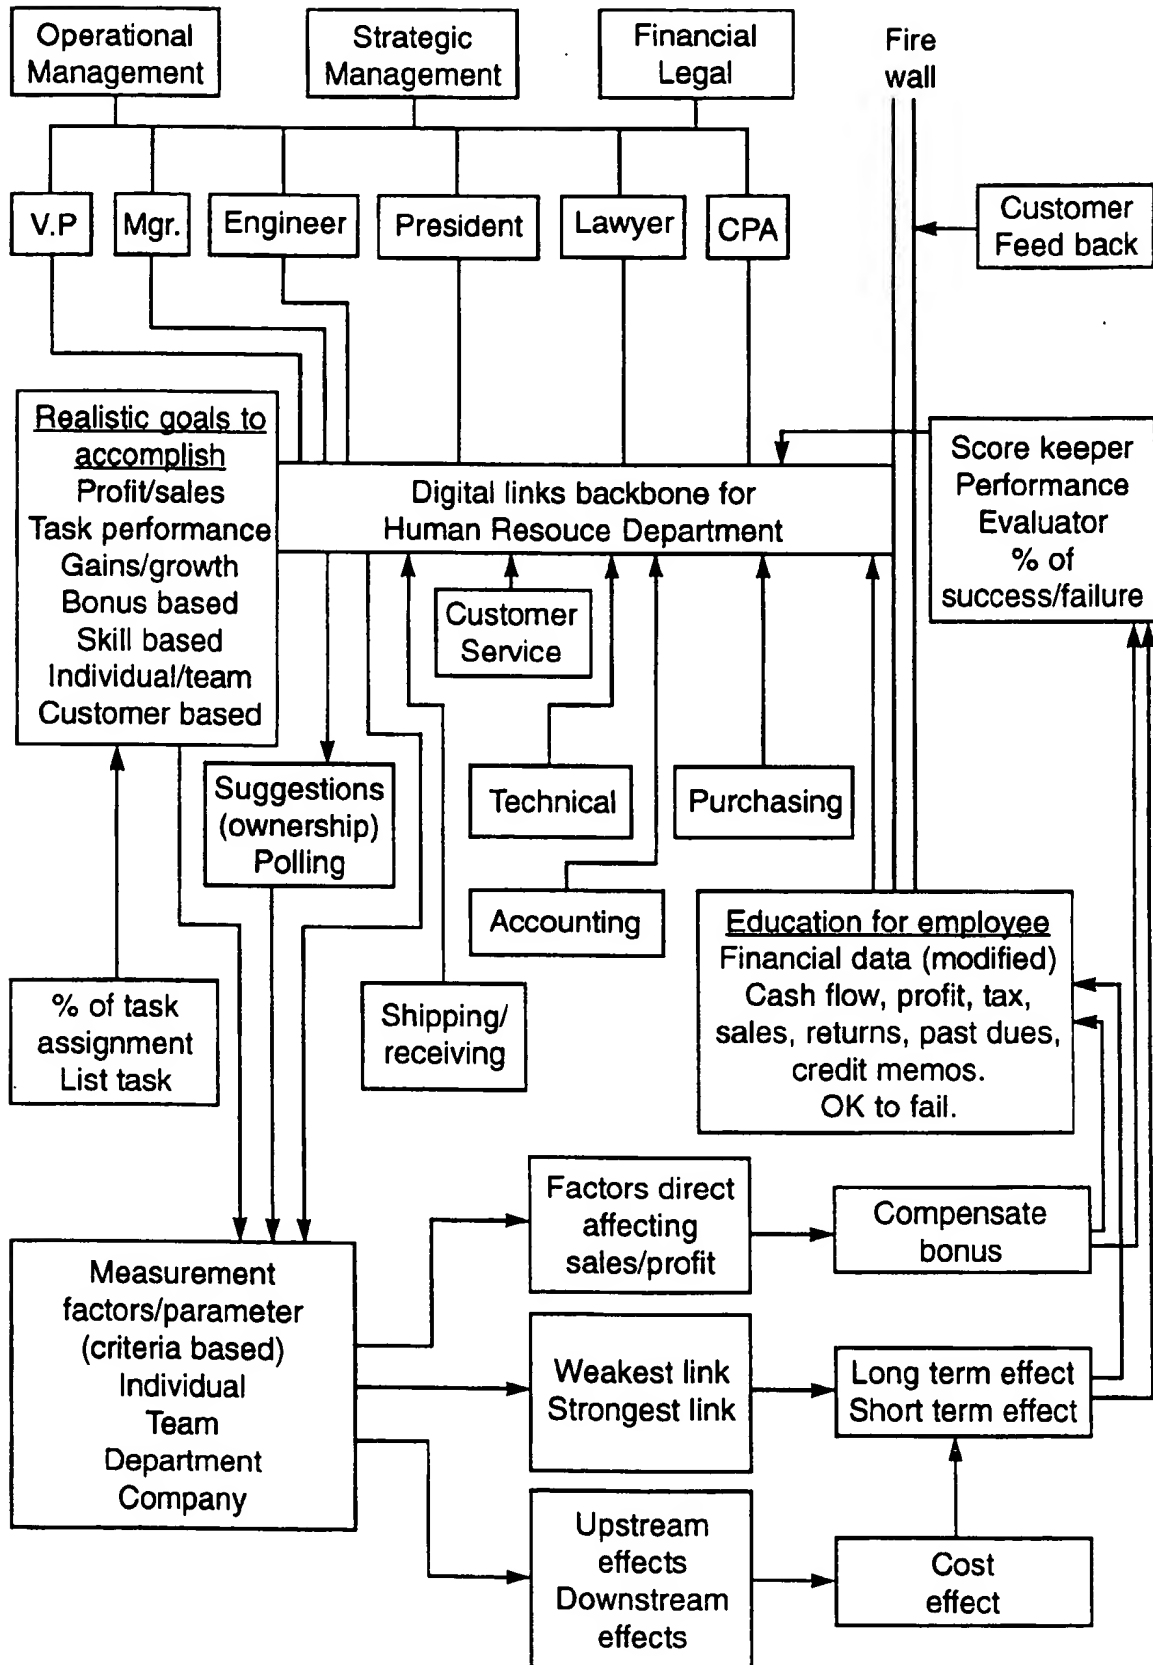 Operational
Management
Strategic
Management
Financial
Legal
Fire
wall
V.P
Mgr.
Engineer
President
Lawyer
CPA
Customer
Feed back
Realistic goals to
accomplish
Profit/sales
Task performance
Gains/growth
Bonus based
Skill based
Individual/team
Customer based
Digital links backbone for
Human Resouce Department
Score keeper
Performance
Evaluator
% of
success/failure
Customer
Service
Suggestions
(ownership)
Polling
Technical
Purchasing
Accounting
Education for employee
Financial data (modified)
Cash flow, profit, tax,
sales, returns, past dues,
credit memos.
OK to fail.
% of task
assignment
List task
Shipping/
receiving
Factors direct
affecting
sales/profit
Compensate
bonus
Measurement
factors/parameter
(criteria based)
Individual
Team
Department
Company
Weakest link
Strongest link
Long term effect
Short term effect
Upstream
effects
Downstream
effects
Cost
effect